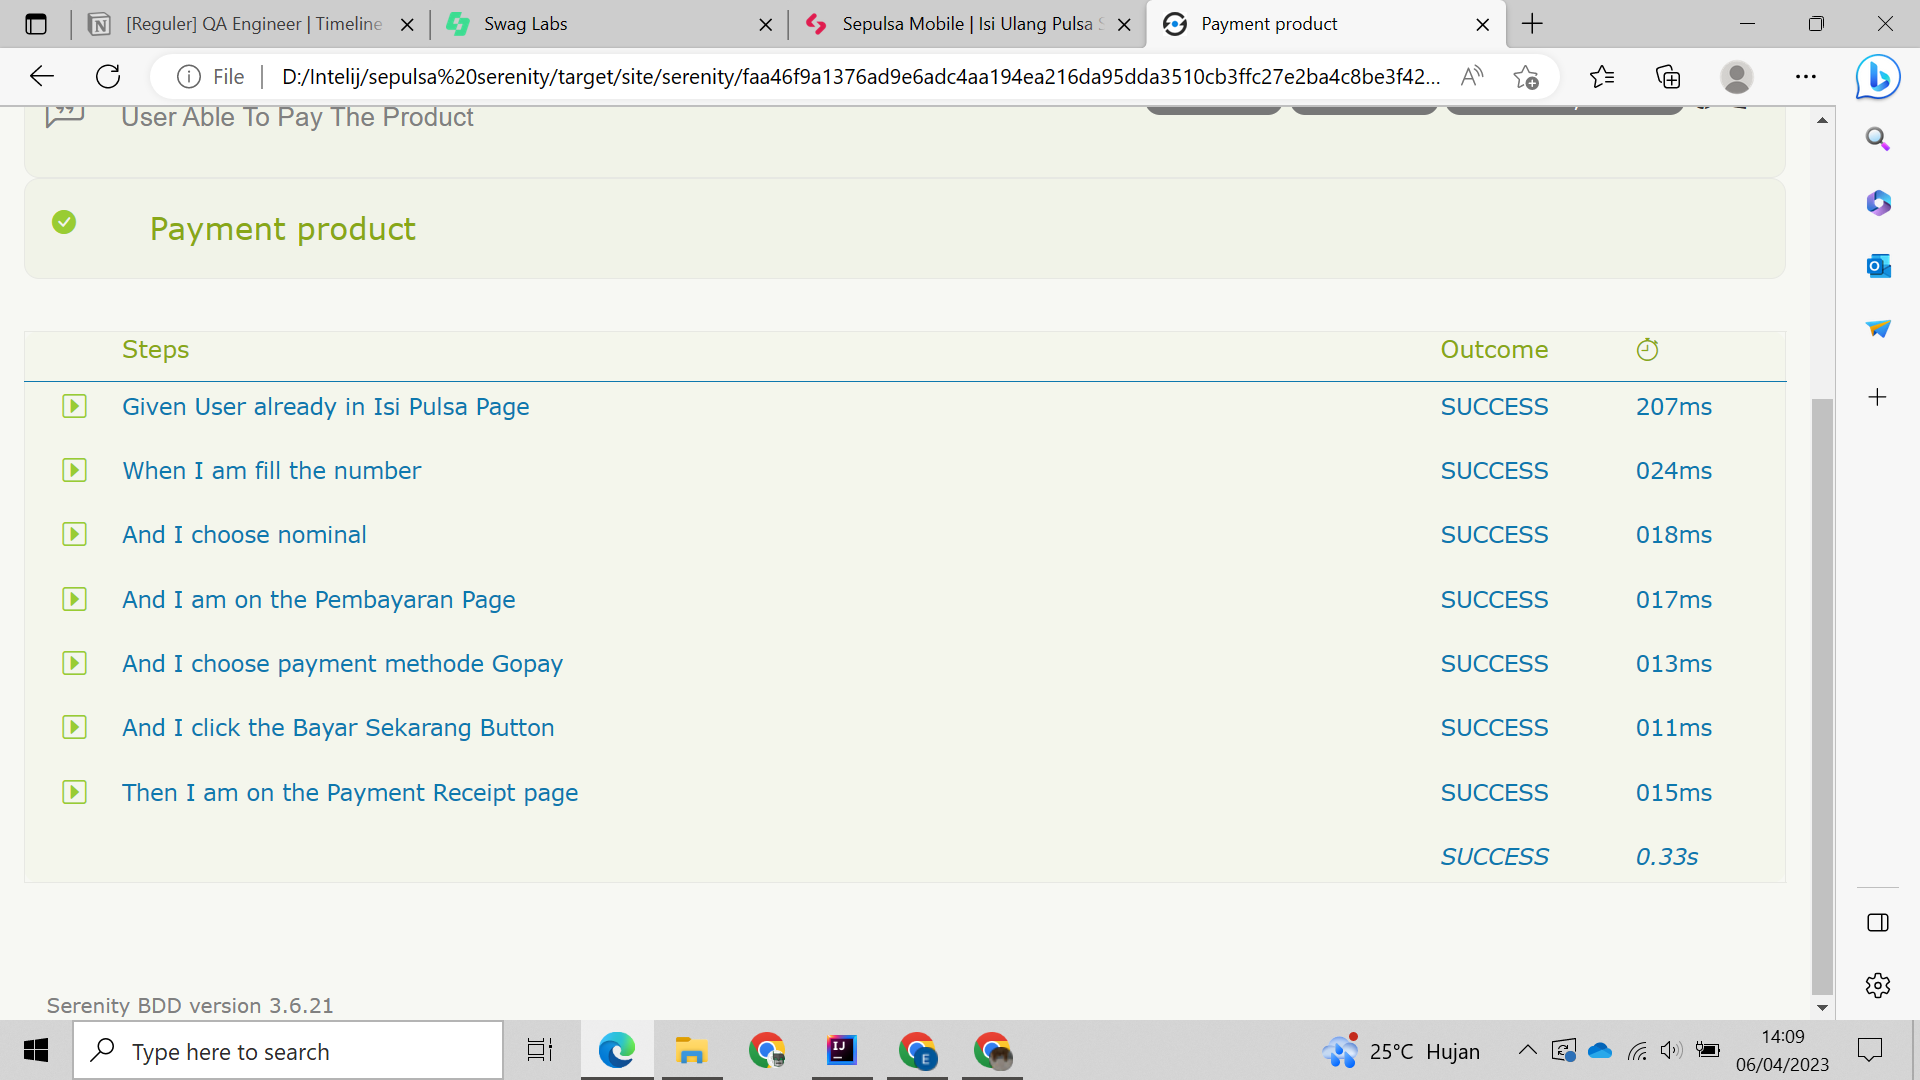 [Reguler] QA Engineer | Timeline
Swag Labs
Sepulsa Mobile | Isi Ulang Pulsa
Payment product
File
D:/Intelij/sepulsa%20serenity/target/site/serenity/faa46f9a1376ad9e6adc4aa194ea216da95dda3510cb3ffc27e2ba4c8be3f42...
User Able To Pay The Product
Payment product
Steps Outcome
Given User already in Isi Pulsa Page SUCCESS 207ms
When I am fill the number SUCCESS 024ms
And I choose nominal SUCCESS 018ms
And I am on the Pembayaran Page SUCCESS 017ms
And I choose payment methode Gopay SUCCESS 013ms
And I click the Bayar Sekarang Button SUCCESS 011ms
Then I am on the Payment Receipt page SUCCESS 015ms
SUCCESS 0.33s
Serenity BDD version 3.6.21
Type here to search
25°C Hujan
14:09
06/04/2023